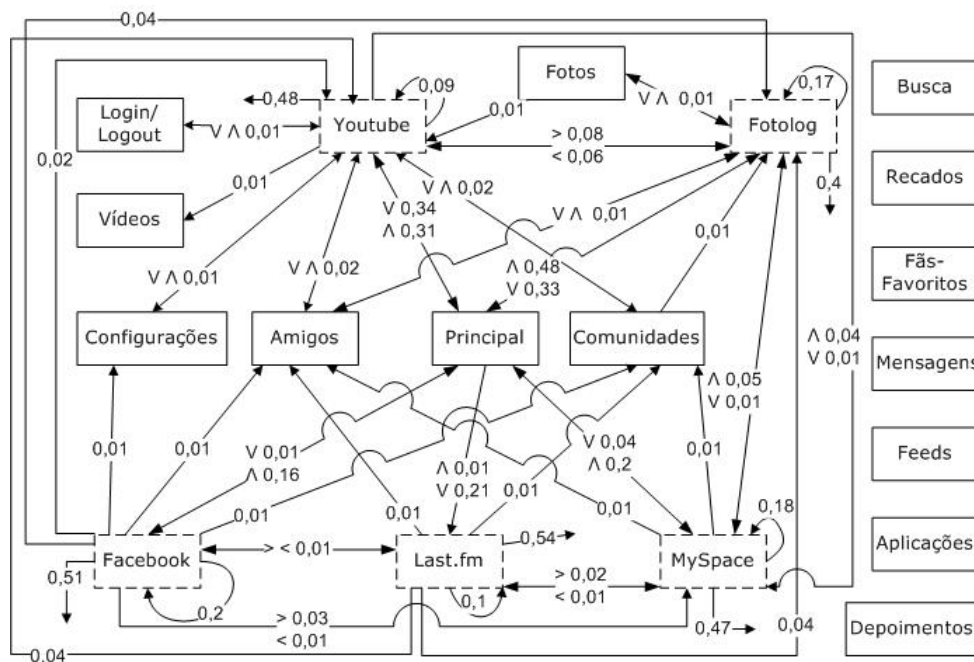 0,04
Fotos
0,17
Busca
Login/
Logout
0,48
0,09
0,01
V Λ 0,01
V Λ 0,01
Youtube
> 0,08
< 0,06
Fotolog
0,02
0,01
0,4
Recados
Vídeos
V Λ 0,02
V Λ 0,01
0,01
V 0,34
Λ 0,31
V Λ 0,01
V Λ 0,02
Λ 0,48
V 0,33
Fãs-
Favoritos
Configurações
Amigos
Principal
Comunidades
Λ 0,04
V 0,01
Mensagens
Λ 0,05
V 0,01
0,01
0,01
V 0,01
Λ 0,16
Λ 0,01
V 0,21
V 0,04
Λ 0,2
0,01
Feeds
0,01
0,01
0,01
0,01
0,18
Facebook
> < 0,01
Last.fm
0,54
MySpace
Aplicações
0,51
0,2
0,1
> 0,02
< 0,01
> 0,03
< 0,01
0,47
0,04
Depoimentos
0,04